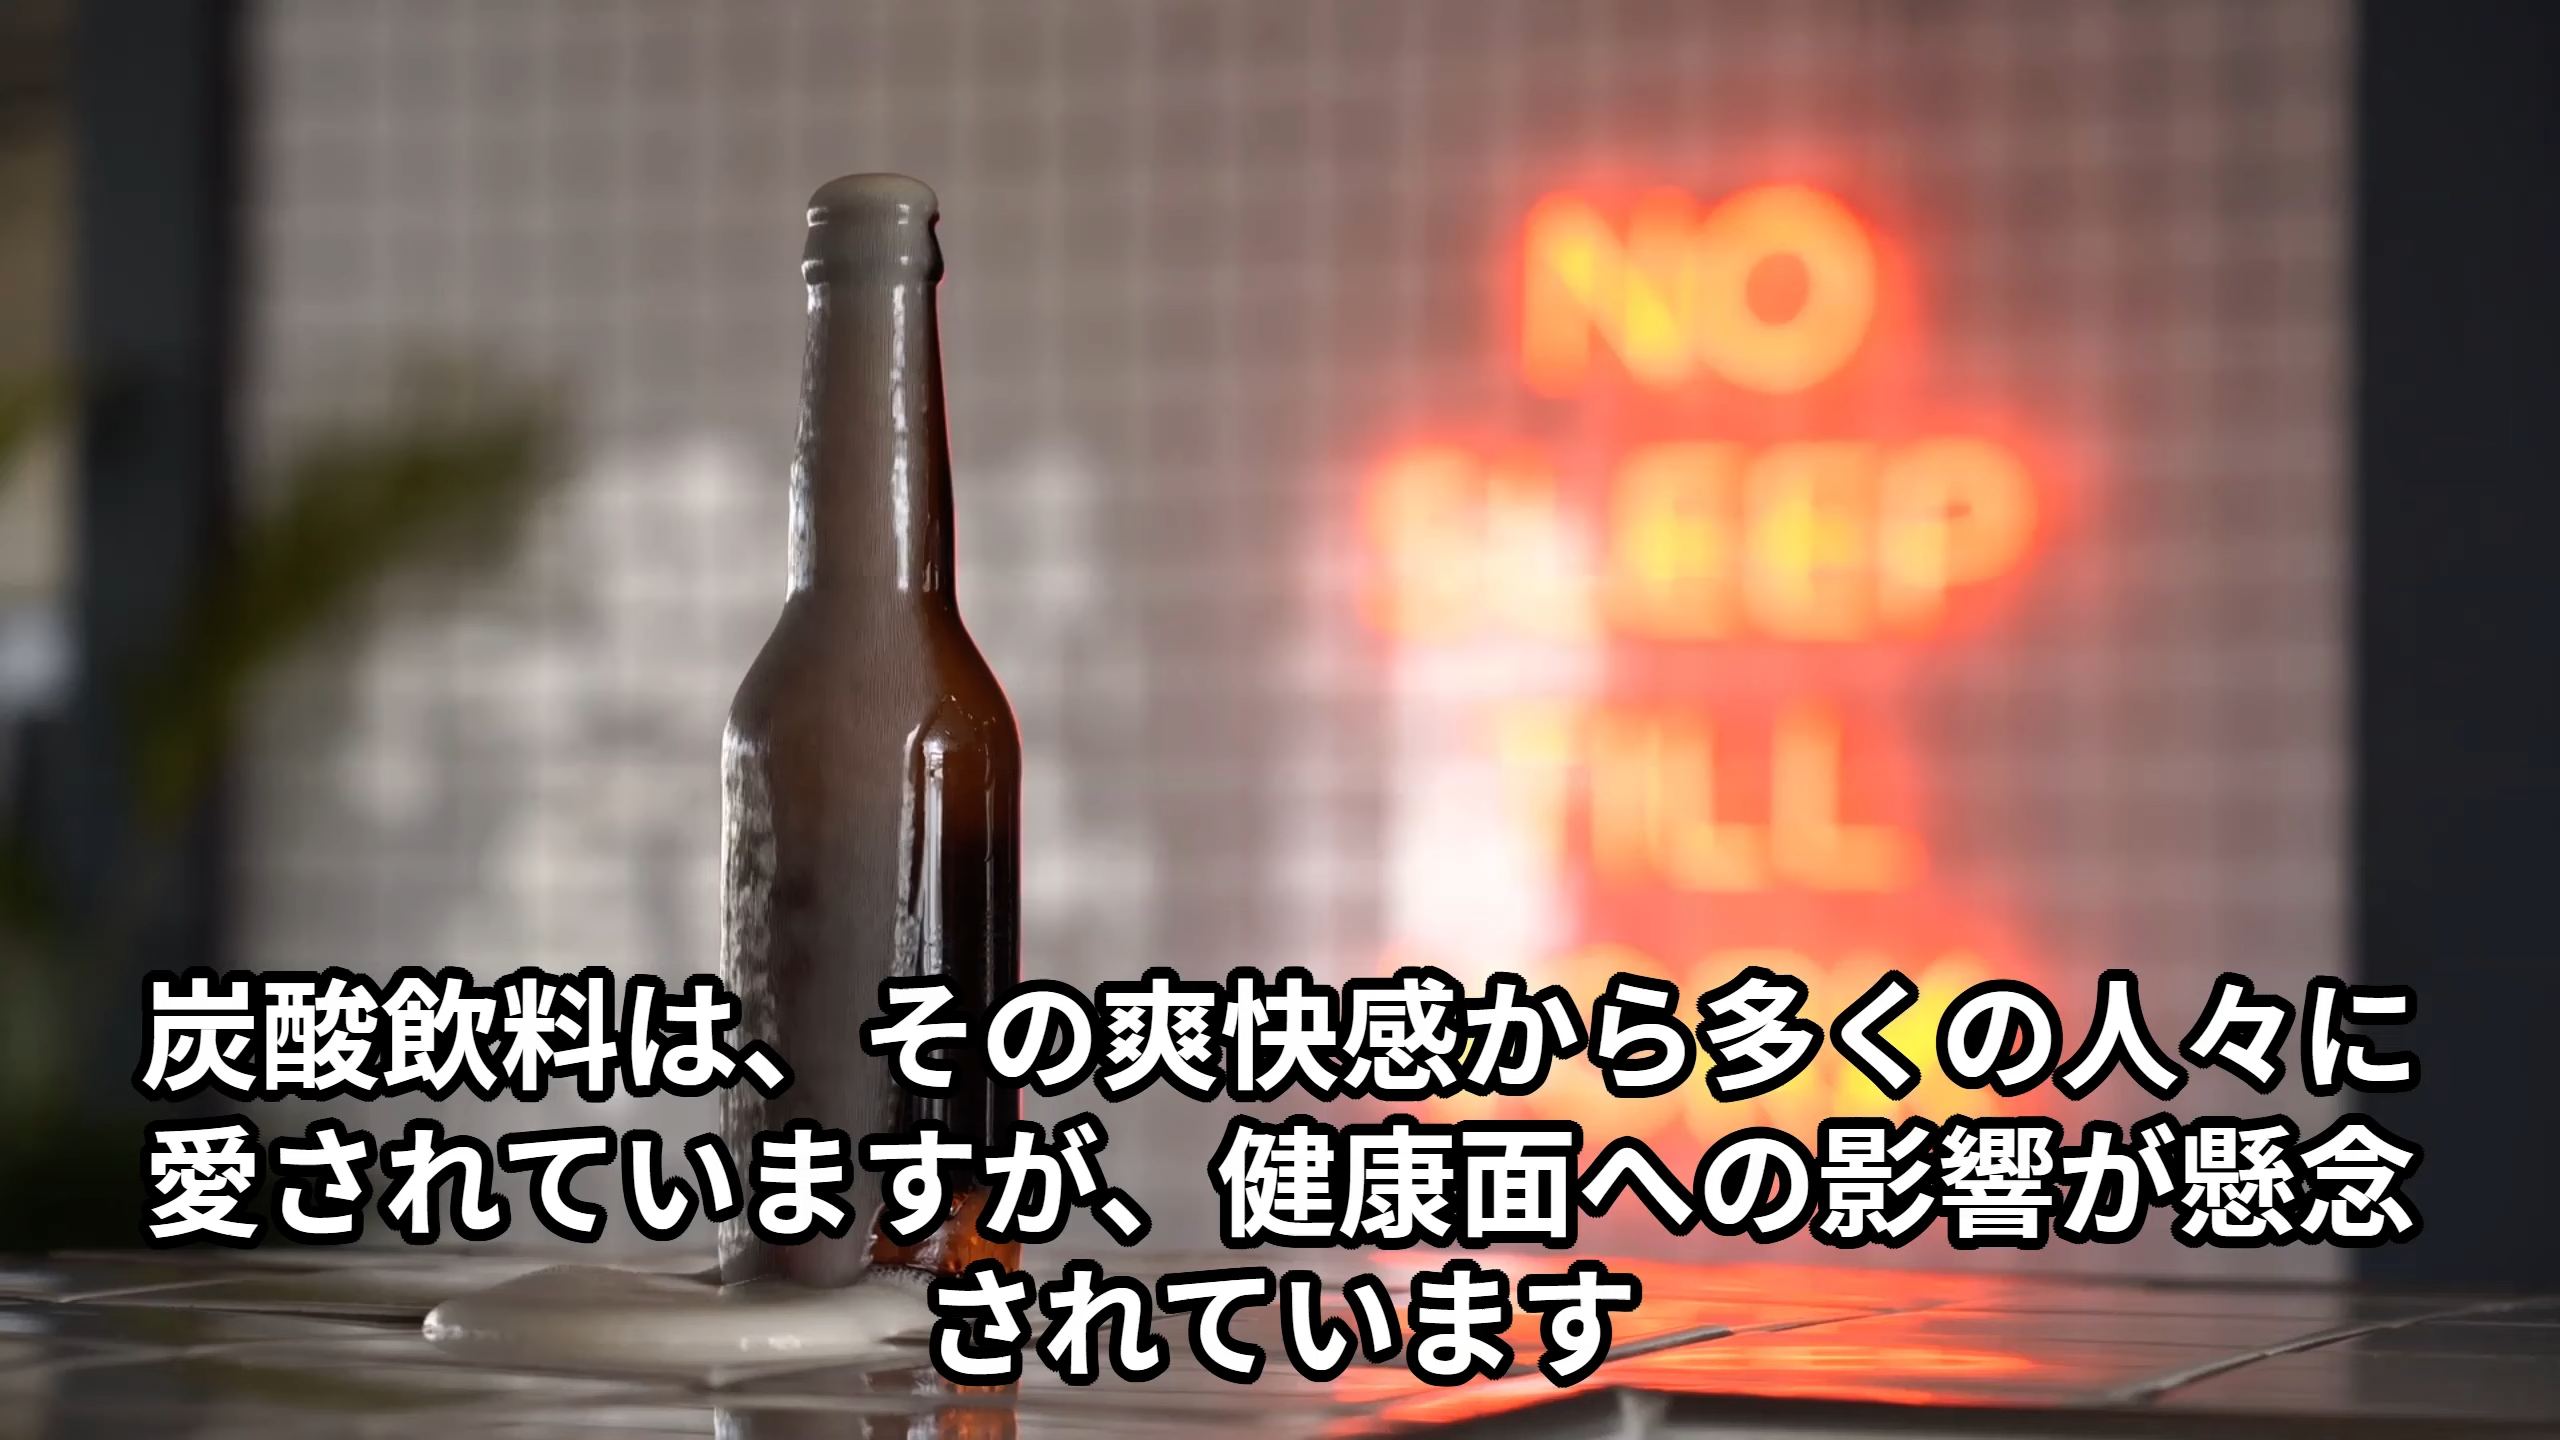 NO
SLEEP
TILL
炭酸飲料は、その爽快感から多くの人々に
愛されていますが、健康面への影響が懸念
されています